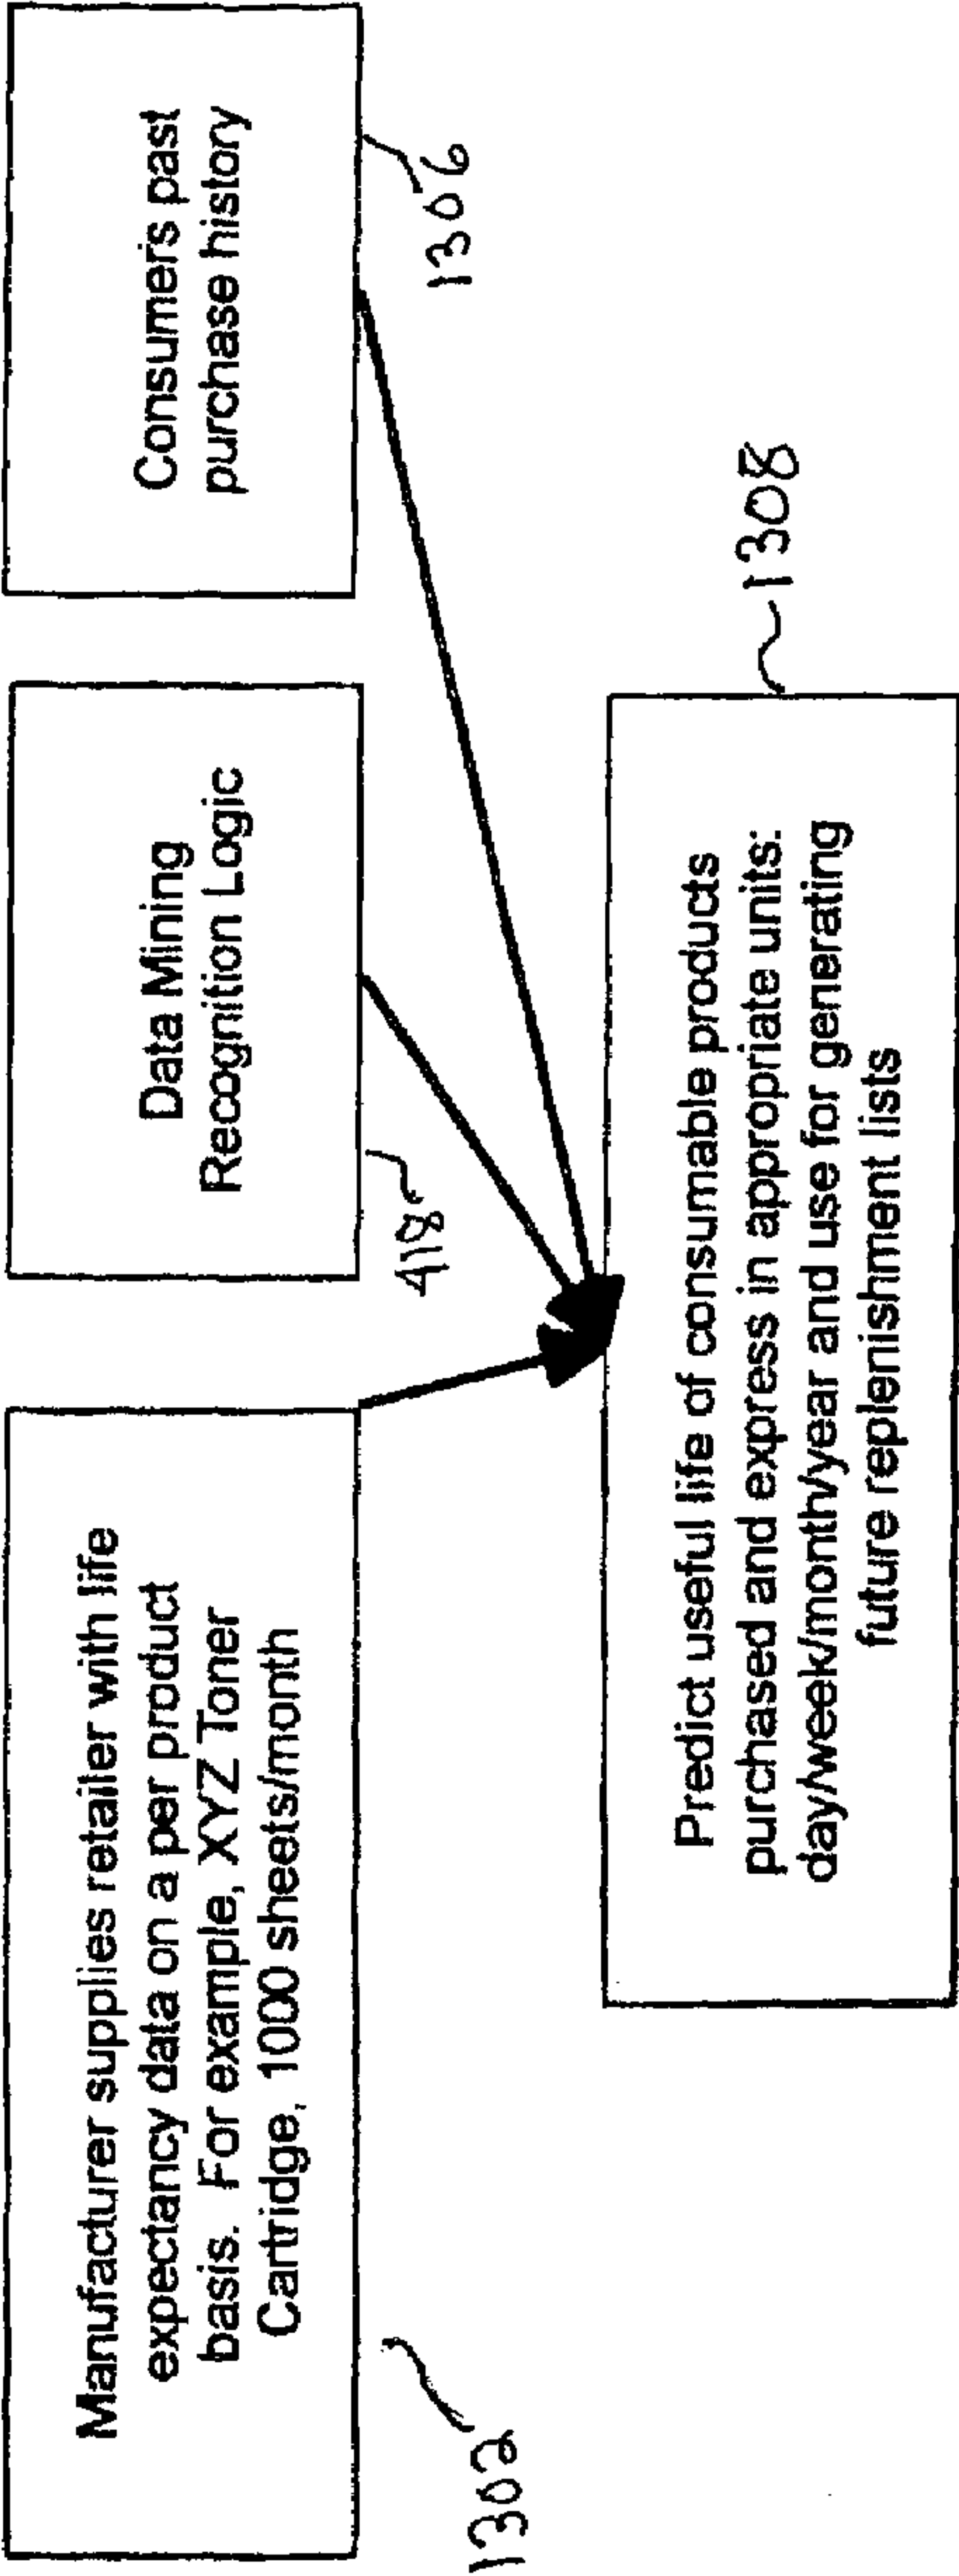 Manufacturer supplies retailer with life
expectancy data on a per product
basis. For example, XYZ Toner
Cartridge, 1000 sheets/month
1302
Data Mining
Recognition Logic
418
Consumers past
purchase history
1306
Predict useful life of consumable products
purchased and express in appropriate units:
day/week/month/year and use for generating
future replenishment lists
1308